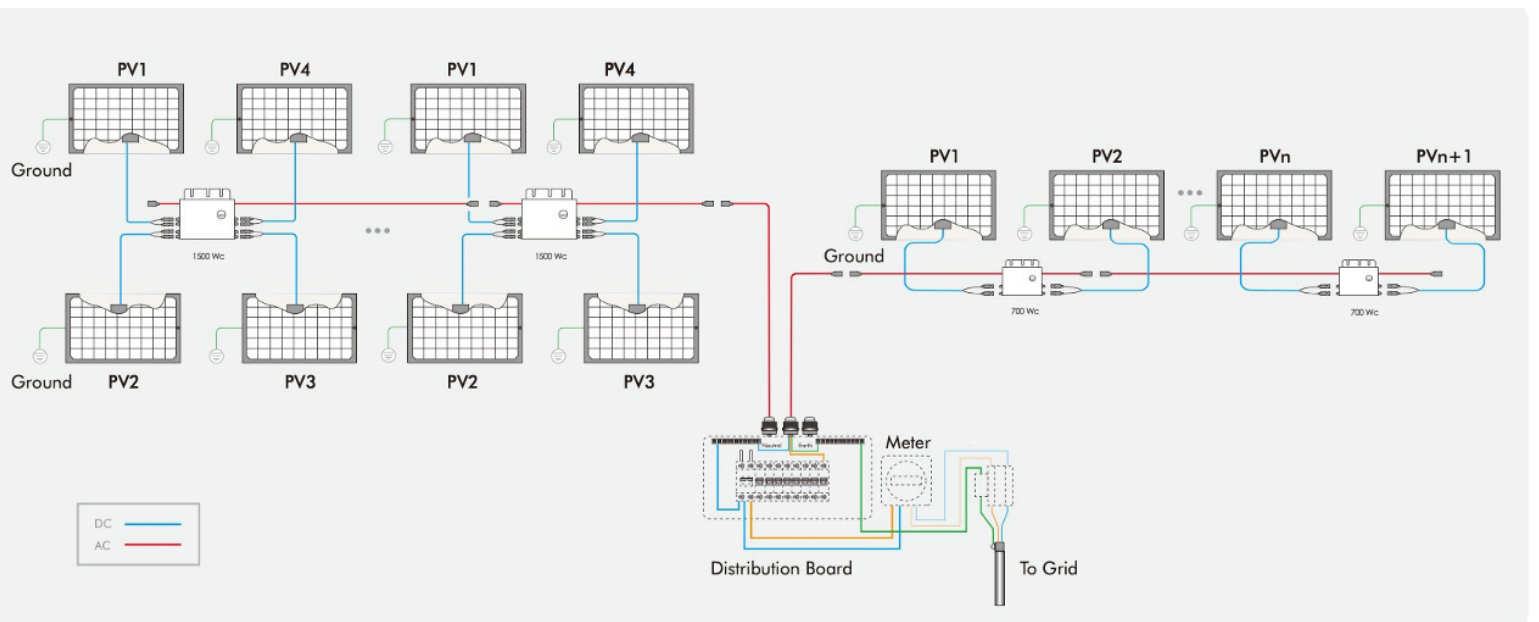 PV1 PV4 PV1 PV4
PV1 PV2 PVn PVn+1
Ground
Ground
1500 Wc 1500 Wc
700 Wc 700 Wc
Ground PV2 PV3 PV2 PV3
Neutral Earth
Meter
DC
AC
Distribution Board
To Grid